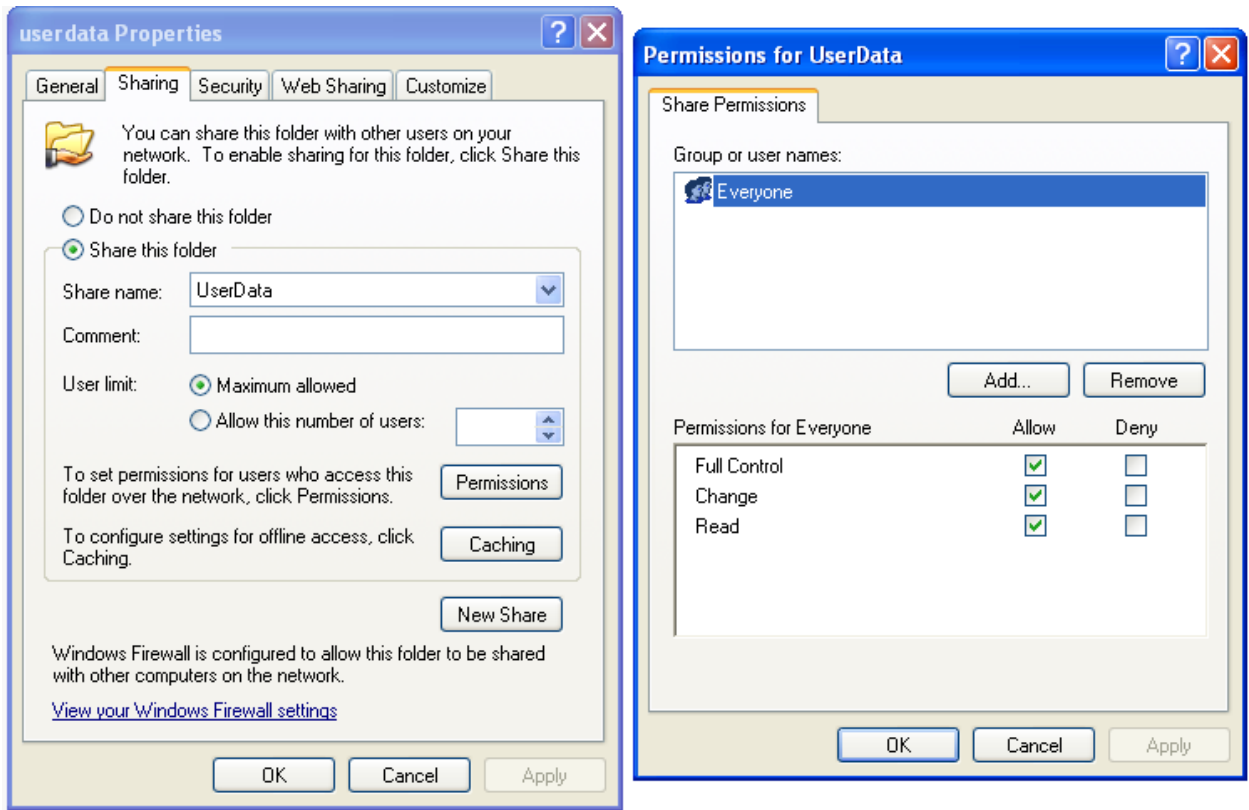 userdata Properties
General Sharing Security Web Sharing Customize
You can share this folder with other users on your
network. To enable sharing for this folder, click Share this
folder.
Do not share this folder
Share this folder
Share name: UserData
Comment:
User limit: Maximum allowed
Allow this number of users:
To set permissions for users who access this
folder over the network, click Permissions.
Permissions
To configure settings for offline access, click
Caching.
Caching
New Share
Windows Firewall is configured to allow this folder to be shared
with other computers on the network.
View your Windows Firewall settings
OK Cancel Apply
Permissions for UserData
Share Permissions
Group or user names:
Everyone
Add... Remove
Permissions for Everyone Allow Deny
Full Control
Change
Read
OK Cancel Apply